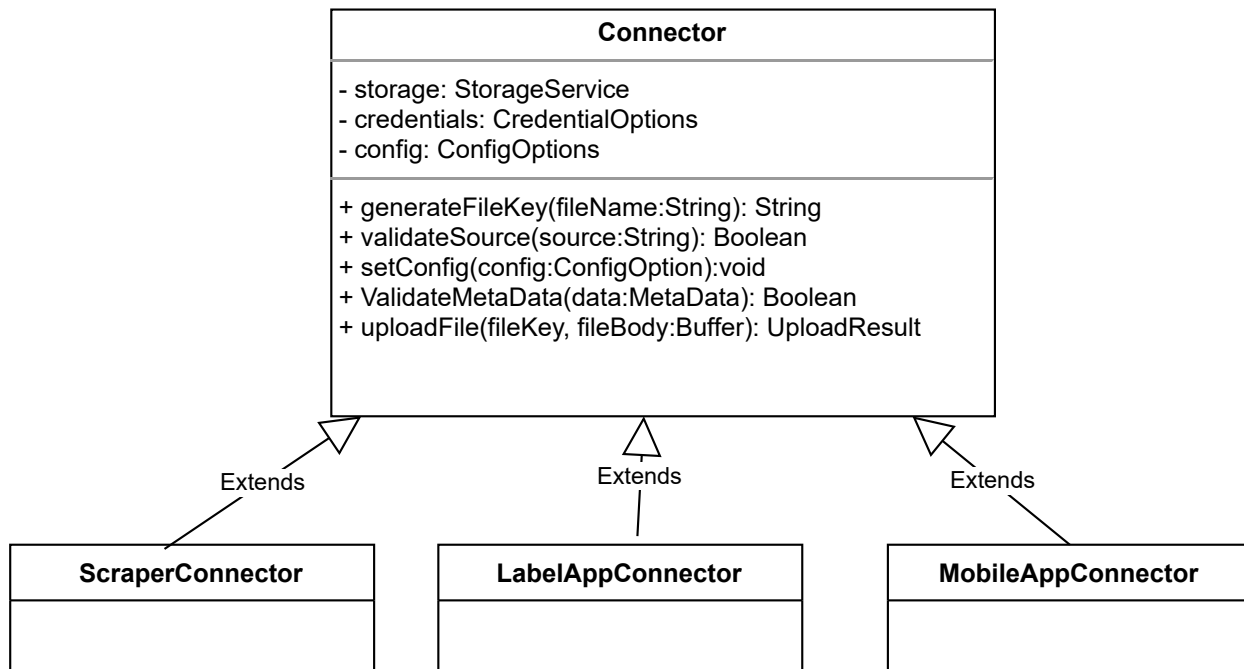 Connector
- storage: StorageService
- credentials: CredentialOptions
- config: ConfigOptions
+ generateFileKey(fileName:String): String
+ validateSource(source:String): Boolean
+ setConfig(config:ConfigOption):void
+ ValidateMetaData(data:MetaData): Boolean
+ uploadFile(fileKey, fileBody:Buffer): UploadResult
Extends
Extends
Extends
ScraperConnector
LabelAppConnector
MobileAppConnector